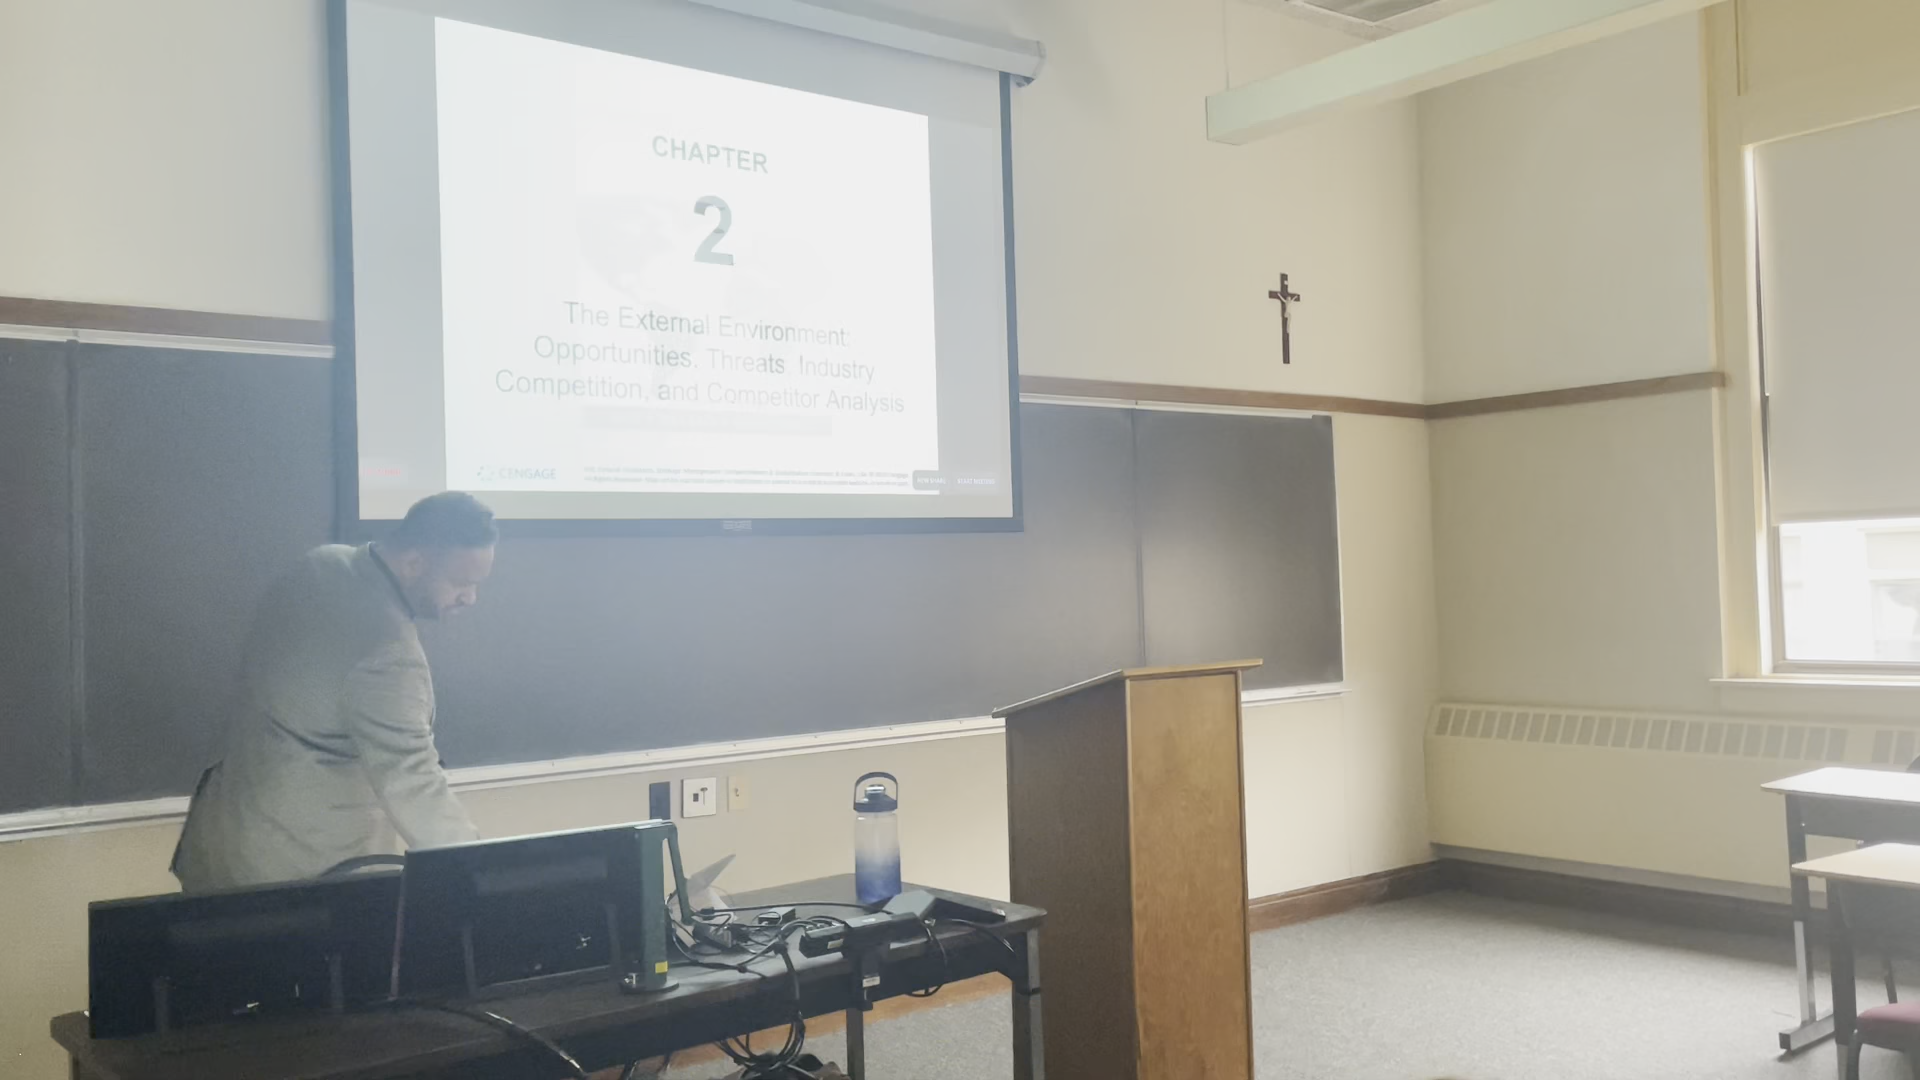 CHAPTER
2
The External Environment:
Opportunities, Threats, Industry
Competition, and Competitor Analysis
CENGAGE